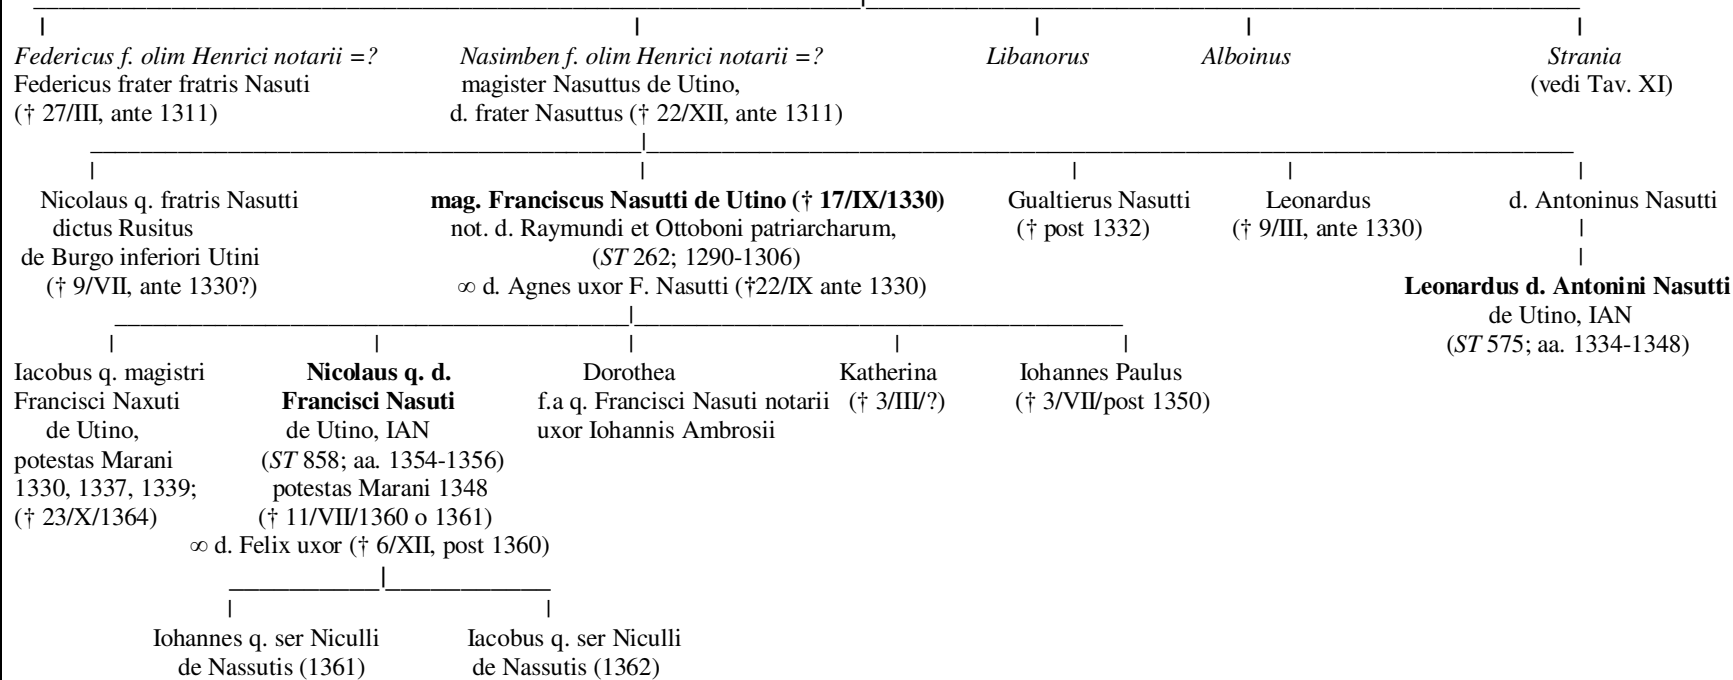 Federicus f. olim Henrici notarii =?
Federicus frater fratris Nasuti
(† 27/III, ante 1311)
Nasimben f. olim Henrici notarii =?
magister Nasuttus de Utino,
d. frater Nasuttus († 22/XII, ante 1311)
Libanorus
Alboinus
Strania
(vedi Tav. XI)
Nicolaus q. fratris Nasutti
dictus Rusitus
de Burgo inferiori Utini
(† 9/VII, ante 1330?)
mag. Franciscus Nasutti de Utino († 17/IX/1330)
not. d. Raymundi et Ottoboni patriarcharum,
(ST 262; 1290-1306)
∞ d. Agnes uxor F. Nasutti (†22/IX ante 1330)
Gualtierus Nasutti
(† post 1332)
Leonardus
(† 9/III, ante 1330)
d. Antoninus Nasutti
Leonardus d. Antonini Nasutti
de Utino, IAN
(ST 575; aa. 1334-1348)
Iacobus q. magistri
Francisci Naxuti
de Utino,
potestas Marani
1330, 1337, 1339;
(† 23/X/1364)
Nicolaus q. d.
Francisci Nasuti
de Utino, IAN
(ST 858; aa. 1354-1356)
potestas Marani 1348
(† 11/VII/1360 o 1361)
∞ d. Felix uxor († 6/XII, post 1360)
Dorothea
f.a q. Francisci Nasuti notarii
uxor Iohannis Ambrosii
Katherina
(† 3/III/?)
Iohannes Paulus
(† 3/VII/post 1350)
Iohannes q. ser Niculli
de Nassutis (1361)
Iacobus q. ser Niculli
de Nassutis (1362)